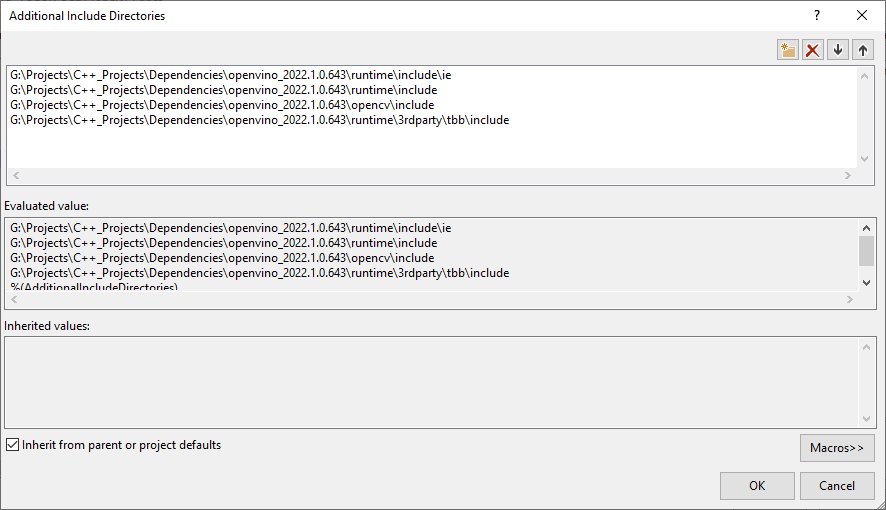 Additional Include Directories
?
G:\Projects\C++_Projects\Dependencies\openvino_2022.1.0.643\runtime\include\ie
G:\Projects\C++_Projects\Dependencies\openvino_2022.1.0.643\runtime\include
G:\Projects\C++_Projects\Dependencies\openvino_2022.1.0.643\opencv\include
G:\Projects\C++_Projects\Dependencies\openvino_2022.1.0.643\runtime\3rdparty\tbb\include
Evaluated value:
G:\Projects\C++_Projects\Dependencies\openvino_2022.1.0.643\runtime\include\ie
G:\Projects\C++_Projects\Dependencies\openvino_2022.1.0.643\runtime\include
G:\Projects\C++_Projects\Dependencies\openvino_2022.1.0.643\opencv\include
G:\Projects\C++_Projects\Dependencies\openvino_2022.1.0.643\runtime\3rdparty\tbb\include
%(AdditionalIncludeDirectories)
Inherited values:
Inherit from parent or project defaults
Macros>>
OK
Cancel